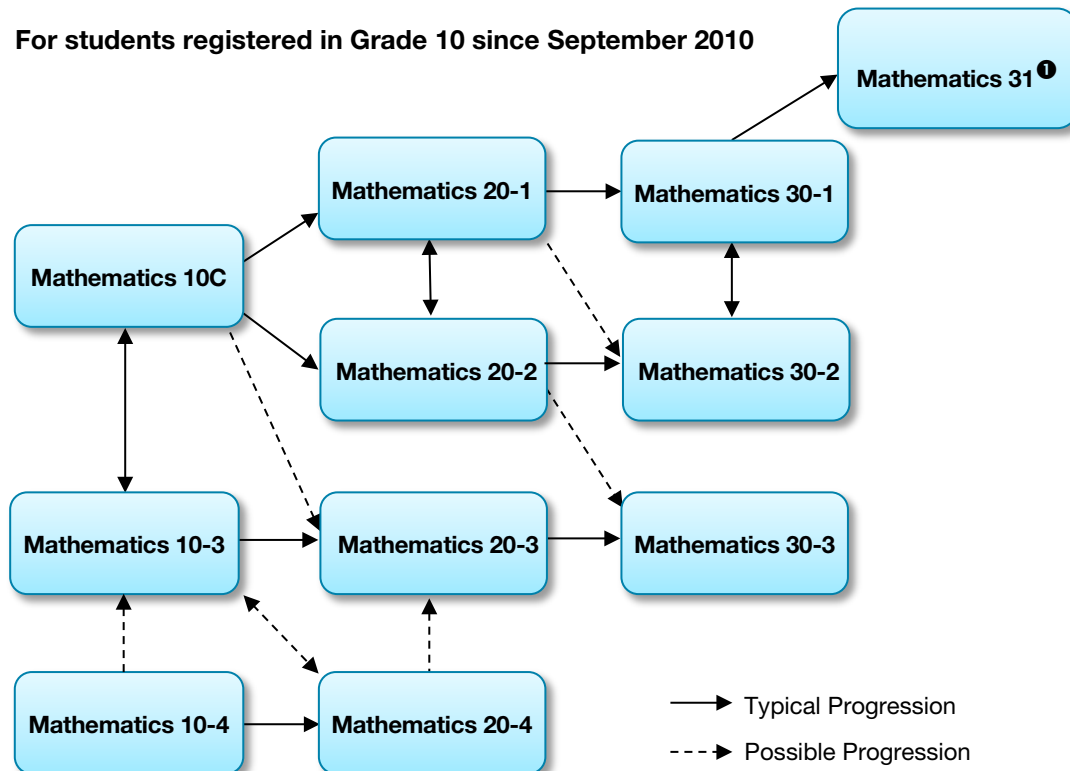 For students registered in Grade 10 since September 2010
Mathematics 31❶
Mathematics 20-1
Mathematics 30-1
Mathematics 10C
Mathematics 20-2
Mathematics 30-2
Mathematics 10-3
Mathematics 20-3
Mathematics 30-3
Mathematics 10-4
Mathematics 20-4
Typical Progression
Possible Progression